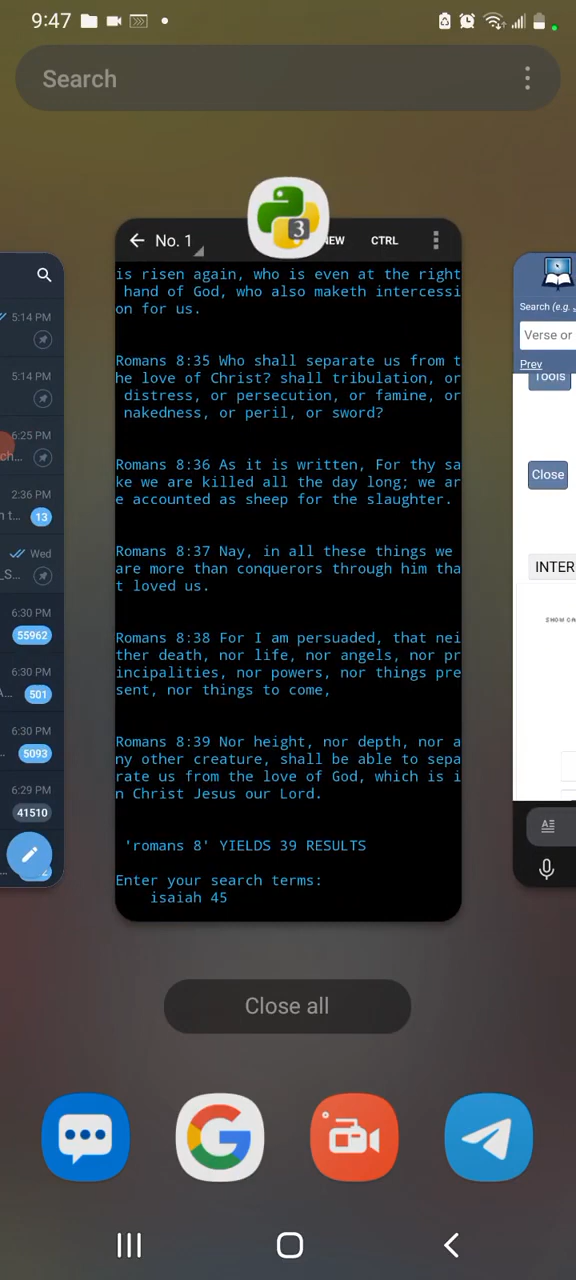 9:47
Search
3
No. 1
EW
CTRL
is risen again, who is even at the right
hand of God, who also maketh intercessi
on for us.
Romans 8:35 Who shall separate us from t
he love of Christ? shall tribulation, or
distress, or persecution, or famine, or
nakedness, or peril, or sword?
Romans 8:36 As it is written, For thy sa
ke we are killed all the day long; we ar
e accounted as sheep for the slaughter.
Romans 8:37 Nay, in all these things we
are more than conquerors through him tha
t loved us.
Romans 8:38 For I am persuaded, that nei
ther death, nor life, nor angels, nor pr
incipalities, nor powers, nor things pre
sent, nor things to come,
Romans 8:39 Nor height, nor depth, nor a
ny other creature, shall be able to sepa
rate us from the love of God, which is i
n Christ Jesus our Lord.
'romans 8' YIELDS 39 RESULTS
Enter your search terms:
isaiah 45
5:14 PM
5:14 PM
6:25 PM
ch...
2:36 PM
n t...
13
Wed
_S...
6:30 PM
55962
6:30 PM
A...
501
6:30 PM
...
5093
6:29 PM
41510
Search (e.g.
Verse or
Prev
Tools
Close
INTER
SHOW CA
Close all